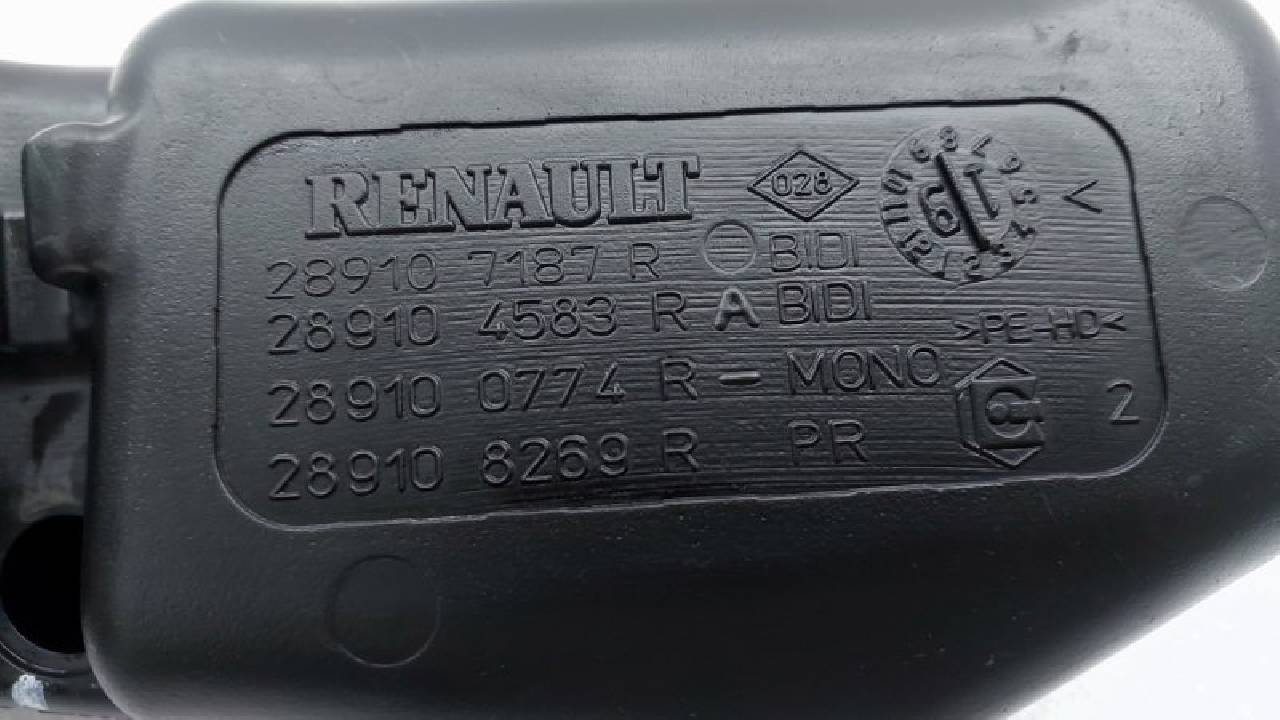 RENAULT 028
28910 7187 R BIDI
28910 4583 R A BIDI
>PE-HD<
28910 0774 R - MONO
28910 8269 R PR
2